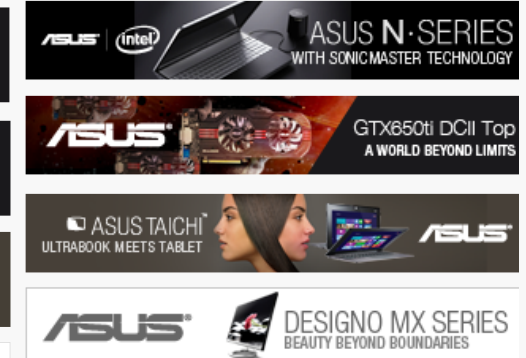 ASUS
intel
ASUS N·SERIES
WITH SONICMASTER TECHNOLOGY
ASUS
GTX650ti DCII Top
A WORLD BEYOND LIMITS
ASUS TAICHI™
ULTRABOOK MEETS TABLET
ASUS
ASUS
DESIGNO MX SERIES
BEAUTY BEYOND BOUNDARIES